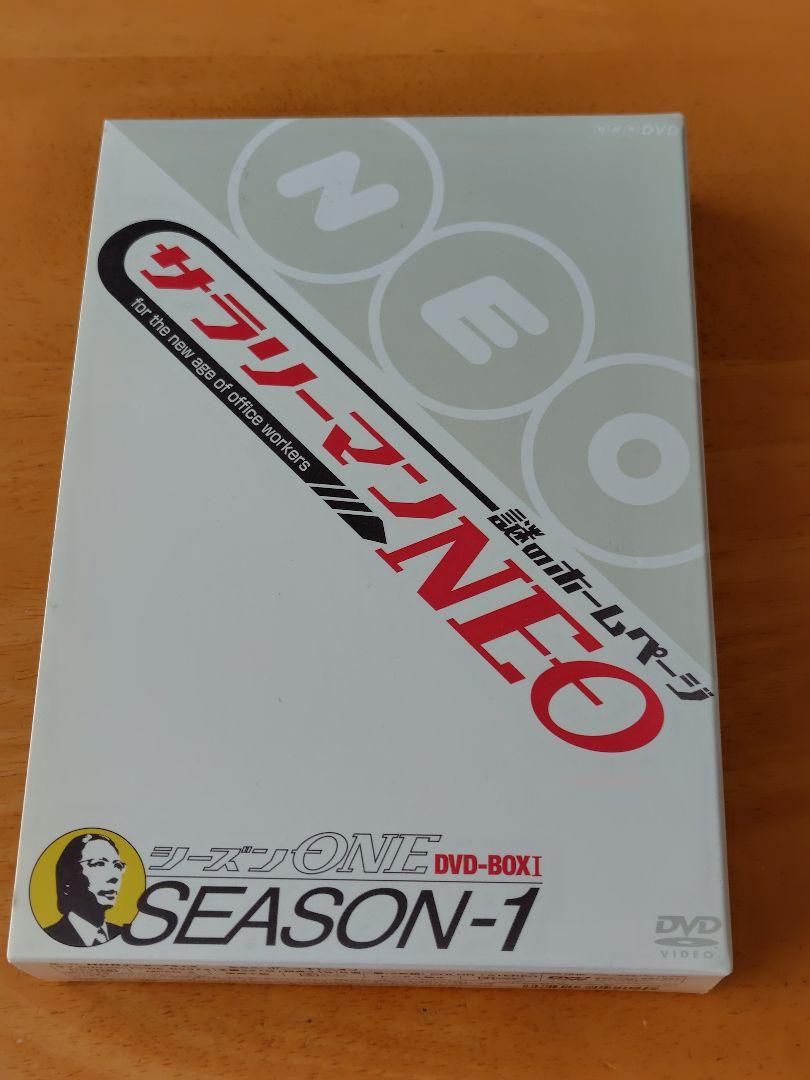 NHK DVD
NEO
サラリーマンNEO
for the new age of office workers
謎のホームページ
シーズンONE DVD-BOX I
SEASON-1
DVD
VIDEO